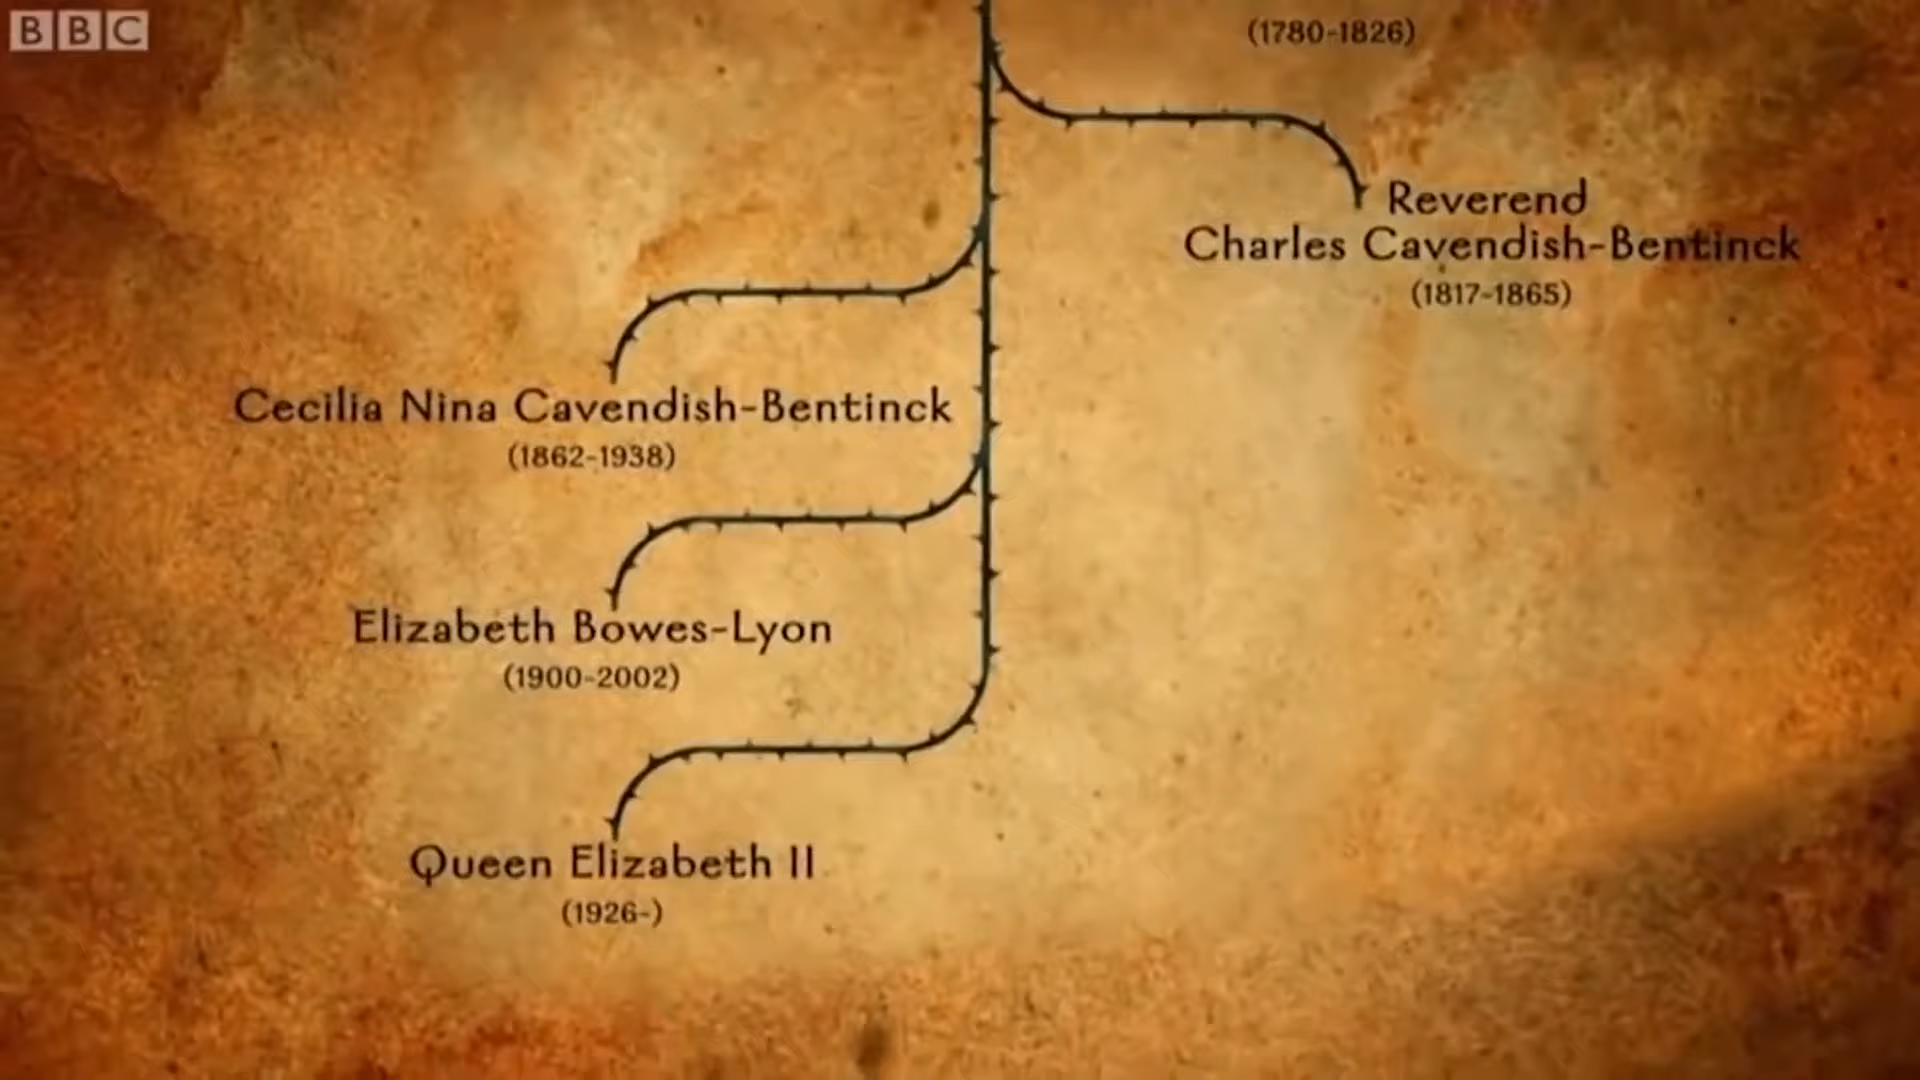 BBC
(1780-1826)
Reverend
Charles Cavendish-Bentinck
(1817-1865)
Cecilia Nina Cavendish-Bentinck
(1862-1938)
Elizabeth Bowes-Lyon
(1900-2002)
Queen Elizabeth II
(1926-)